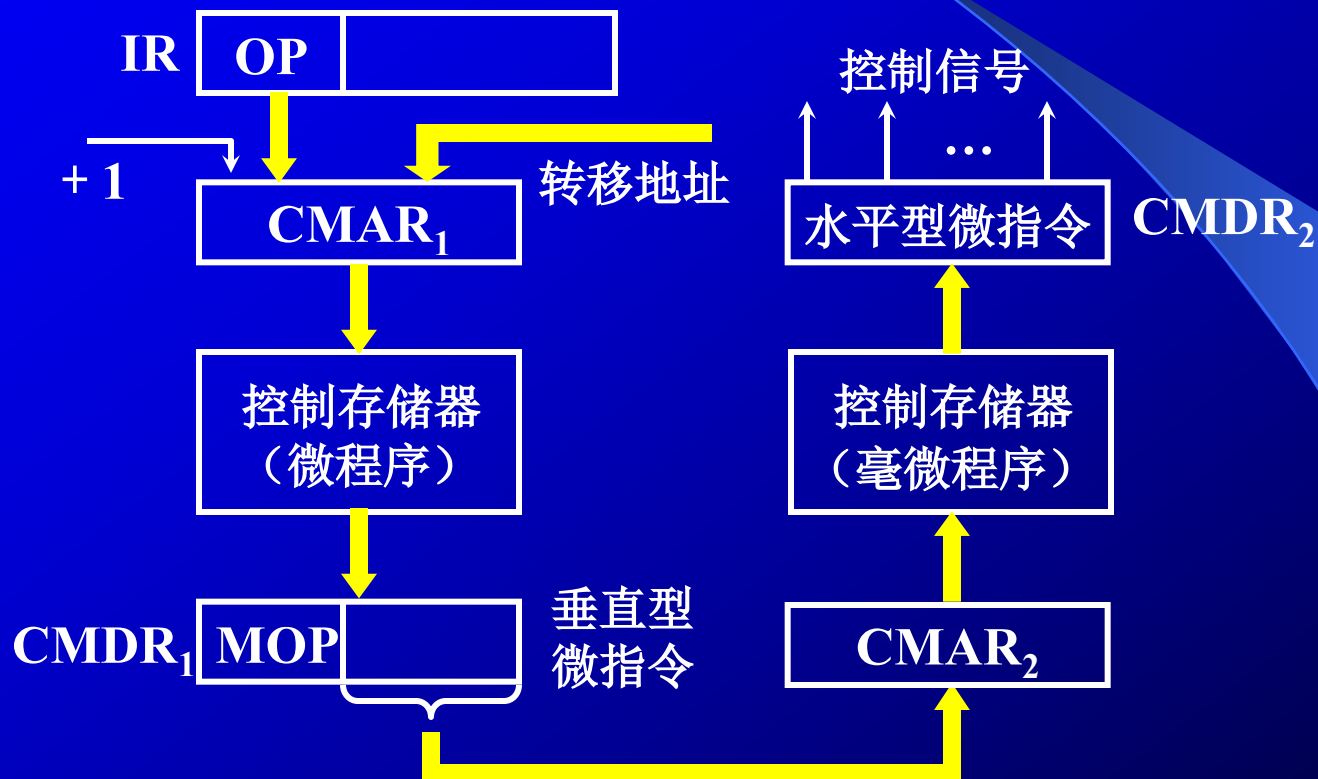 IR
OP
控制信号
+ 1
转移地址
…
CMAR₁
水平型微指令
CMDR₂
控制存储器
（微程序）
控制存储器
（毫微程序）
CMDR₁
MOP
垂直型
微指令
CMAR₂